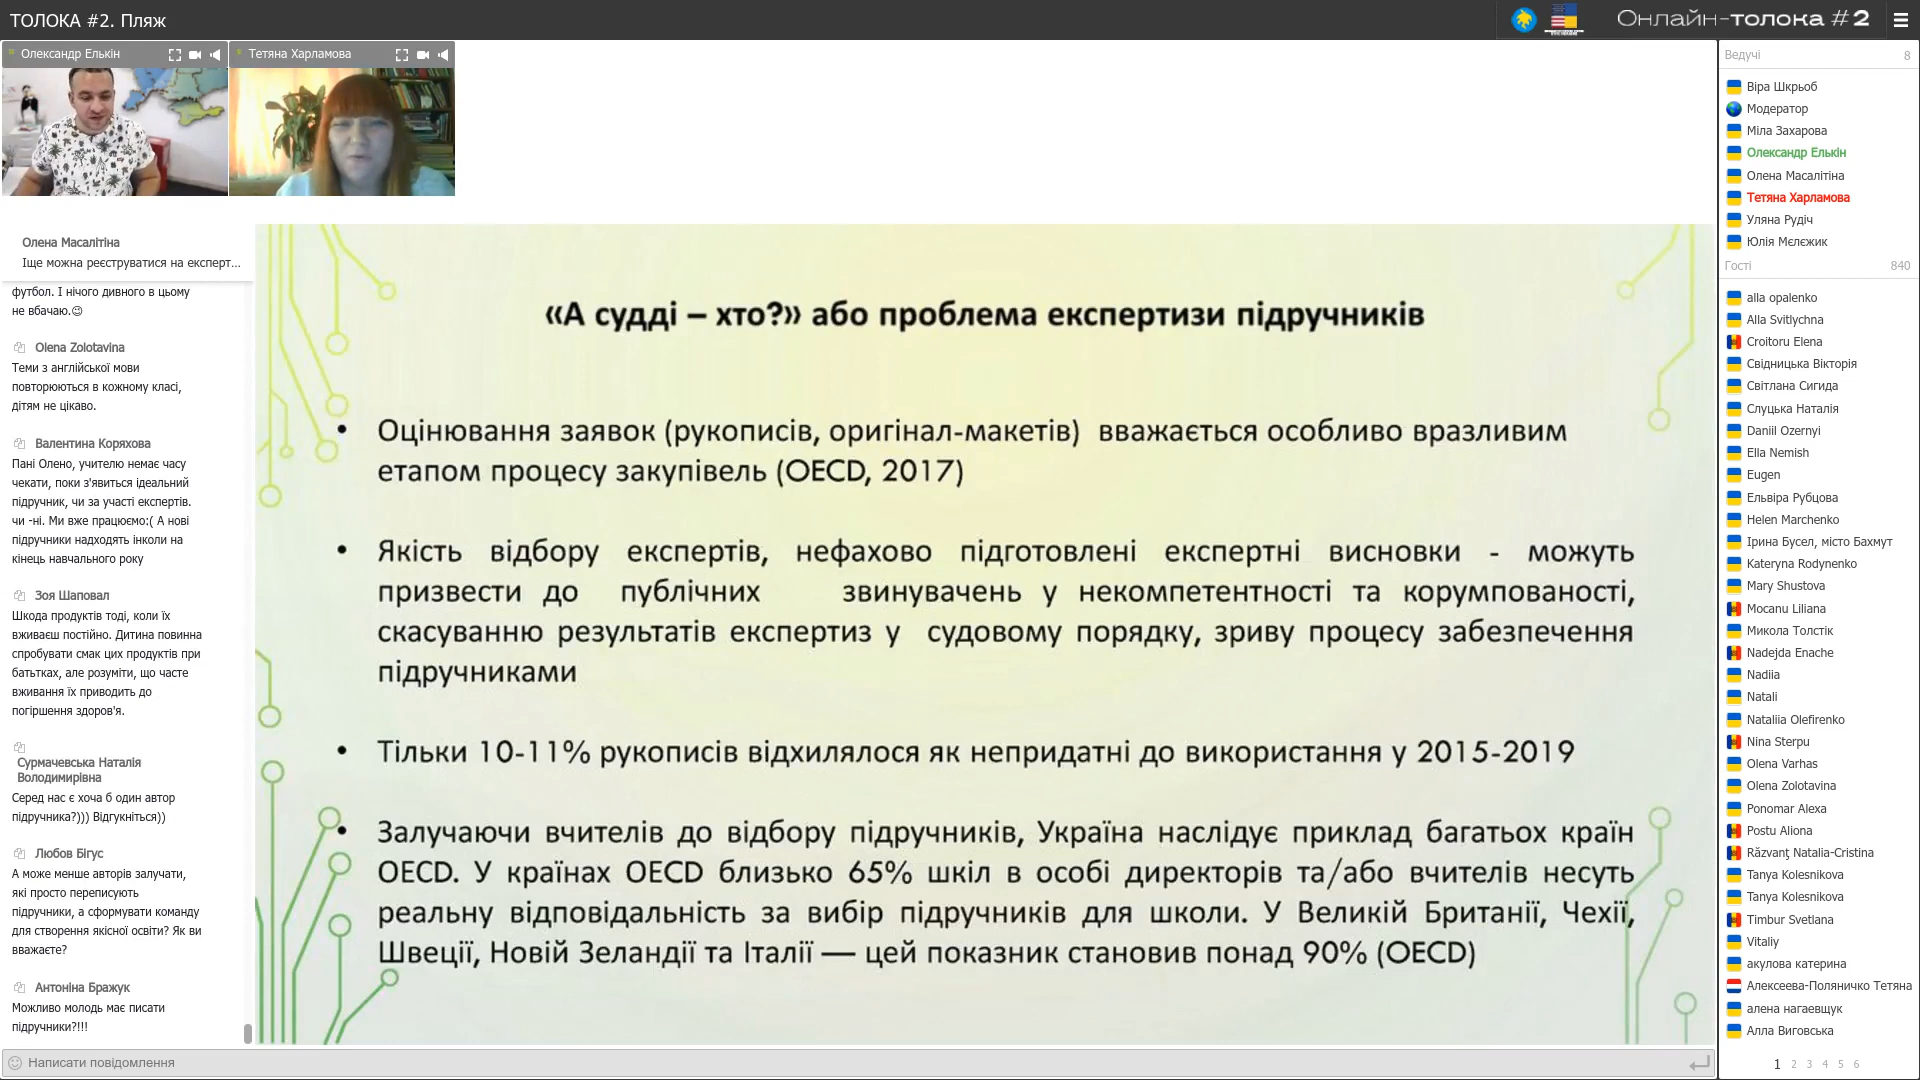 ТОЛОКА #2. Пляж
Онлайн-толока #2
Олександр Елькін
Тетяна Харламова
Олена Масалітіна
Іще можна реєструватися на експерт...
футбол. І нічого дивного в цьому
не вбачаю.😉
Olena Zolotavina
Теми з англійської мови
повторюються в кожному класі,
дітям не цікаво.
Валентина Коряхова
Пані Олено, учителю немає часу
чекати, поки з'явиться ідеальний
підручник, чи за участі експертів.
чи -ні. Ми вже працюємо:( А нові
підручники надходять інколи на
кінець навчального року
Зоя Шаповал
Шкода продуктів тоді, коли їх
вживаєш постійно. Дитина повинна
спробувати смак цих продуктів при
батьтках, але розуміти, що часте
вживання їх приводить до
погіршення здоров'я.
Сурмачевська Наталія
Володимирівна
Серед нас є хоча б один автор
підручника?))) Відгукніться))
Любов Бігус
А може менше авторів залучати,
які просто переписують
підручники, а сформувати команду
для створення якісної освіти? Як ви
вважаєте?
Антоніна Бражук
Можливо молодь має писати
підручники?!!!
Написати повідомлення
«А судді – хто?» або проблема експертизи підручників
• Оцінювання заявок (рукописів, оригінал-макетів) вважається особливо вразливим
етапом процесу закупівель (OECD, 2017)
• Якість відбору експертів, нефахово підготовлені експертні висновки - можуть
призвести до публічних звинувачень у некомпетентності та корумпованості,
скасуванню результатів експертиз у судовому порядку, зриву процесу забезпечення
підручниками
• Тільки 10-11% рукописів відхилялося як непридатні до використання у 2015-2019
• Залучаючи вчителів до відбору підручників, Україна наслідує приклад багатьох країн
OECD. У країнах OECD близько 65% шкіл в особі директорів та/або вчителів несуть
реальну відповідальність за вибір підручників для школи. У Великій Британії, Чехії,
Швеції, Новій Зеландії та Італії — цей показник становив понад 90% (OECD)
Ведучі 8
Віра Шкрьоб
Модератор
Міла Захарова
Олександр Елькін
Олена Масалітіна
Тетяна Харламова
Уляна Рудіч
Юлія Мєлєжик
Гості 840
alla opalenko
Alla Svitlychna
Croitoru Elena
Свідницька Вікторія
Світлана Сигида
Слуцька Наталія
Daniil Ozernyi
Ella Nemish
Eugen
Ельвіра Рубцова
Helen Marchenko
Ірина Бусел, місто Бахмут
Kateryna Rodynenko
Mary Shustova
Mocanu Liliana
Микола Толстік
Nadejda Enache
Nadiia
Natali
Nataliia Olefirenko
Nina Sterpu
Olena Varhas
Olena Zolotavina
Ponomar Alexa
Postu Aliona
Răzvanţ Natalia-Cristina
Tanya Kolesnikova
Tanya Kolesnikova
Timbur Svetlana
Vitaliy
акулова катерина
Алексеева-Поляничко Тетяна
алена нагаевщук
Алла Виговська
1 2 3 4 5 6